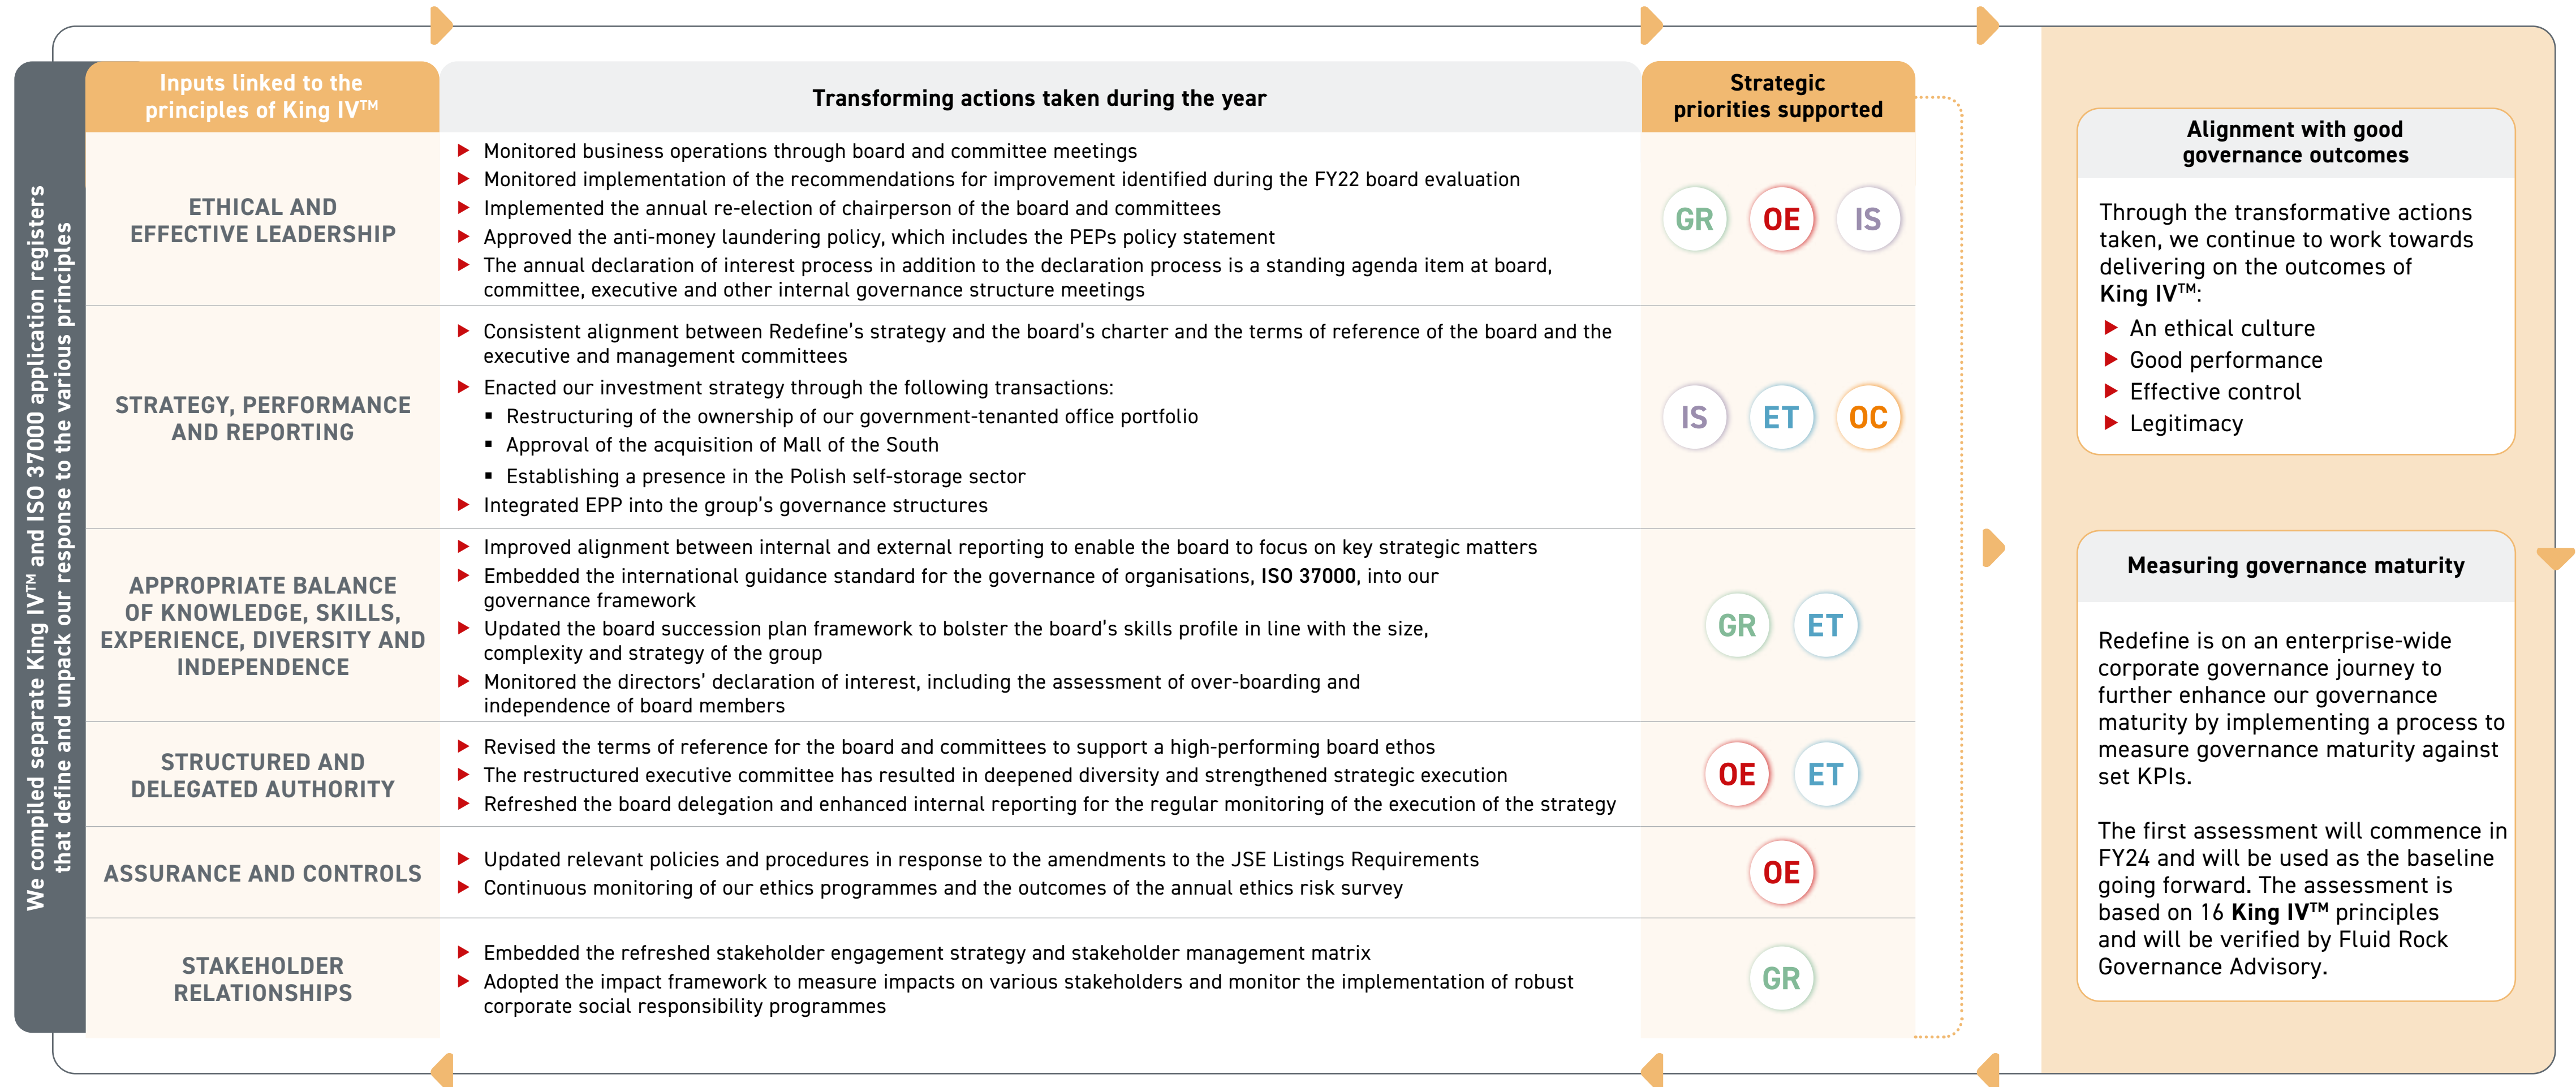 We compiled separate King IV™ and ISO 37000 application registers
that define and unpack our response to the various principles
Inputs linked to the
principles of King IV™
Transforming actions taken during the year
Strategic
priorities supported
ETHICAL AND
EFFECTIVE LEADERSHIP
▶ Monitored business operations through board and committee meetings
▶ Monitored implementation of the recommendations for improvement identified during the FY22 board evaluation
▶ Implemented the annual re-election of chairperson of the board and committees
▶ Approved the anti-money laundering policy, which includes the PEPs policy statement
▶ The annual declaration of interest process in addition to the declaration process is a standing agenda item at board,
committee, executive and other internal governance structure meetings
GR OE IS
STRATEGY, PERFORMANCE
AND REPORTING
▶ Consistent alignment between Redefine’s strategy and the board’s charter and the terms of reference of the board and the
executive and management committees
▶ Enacted our investment strategy through the following transactions:
▪ Restructuring of the ownership of our government-tenanted office portfolio
▪ Approval of the acquisition of Mall of the South
▪ Establishing a presence in the Polish self-storage sector
▶ Integrated EPP into the group’s governance structures
IS ET OC
APPROPRIATE BALANCE
OF KNOWLEDGE, SKILLS,
EXPERIENCE, DIVERSITY AND
INDEPENDENCE
▶ Improved alignment between internal and external reporting to enable the board to focus on key strategic matters
▶ Embedded the international guidance standard for the governance of organisations, ISO 37000, into our
governance framework
▶ Updated the board succession plan framework to bolster the board’s skills profile in line with the size,
complexity and strategy of the group
▶ Monitored the directors’ declaration of interest, including the assessment of over-boarding and
independence of board members
GR ET
STRUCTURED AND
DELEGATED AUTHORITY
▶ Revised the terms of reference for the board and committees to support a high-performing board ethos
▶ The restructured executive committee has resulted in deepened diversity and strengthened strategic execution
▶ Refreshed the board delegation and enhanced internal reporting for the regular monitoring of the execution of the strategy
OE ET
ASSURANCE AND CONTROLS
▶ Updated relevant policies and procedures in response to the amendments to the JSE Listings Requirements
▶ Continuous monitoring of our ethics programmes and the outcomes of the annual ethics risk survey
OE
STAKEHOLDER
RELATIONSHIPS
▶ Embedded the refreshed stakeholder engagement strategy and stakeholder management matrix
▶ Adopted the impact framework to measure impacts on various stakeholders and monitor the implementation of robust
corporate social responsibility programmes
GR
Alignment with good
governance outcomes
Through the transformative actions
taken, we continue to work towards
delivering on the outcomes of
King IV™:
▶ An ethical culture
▶ Good performance
▶ Effective control
▶ Legitimacy
Measuring governance maturity
Redefine is on an enterprise-wide
corporate governance journey to
further enhance our governance
maturity by implementing a process to
measure governance maturity against
set KPIs.
The first assessment will commence in
FY24 and will be used as the baseline
going forward. The assessment is
based on 16 King IV™ principles
and will be verified by Fluid Rock
Governance Advisory.